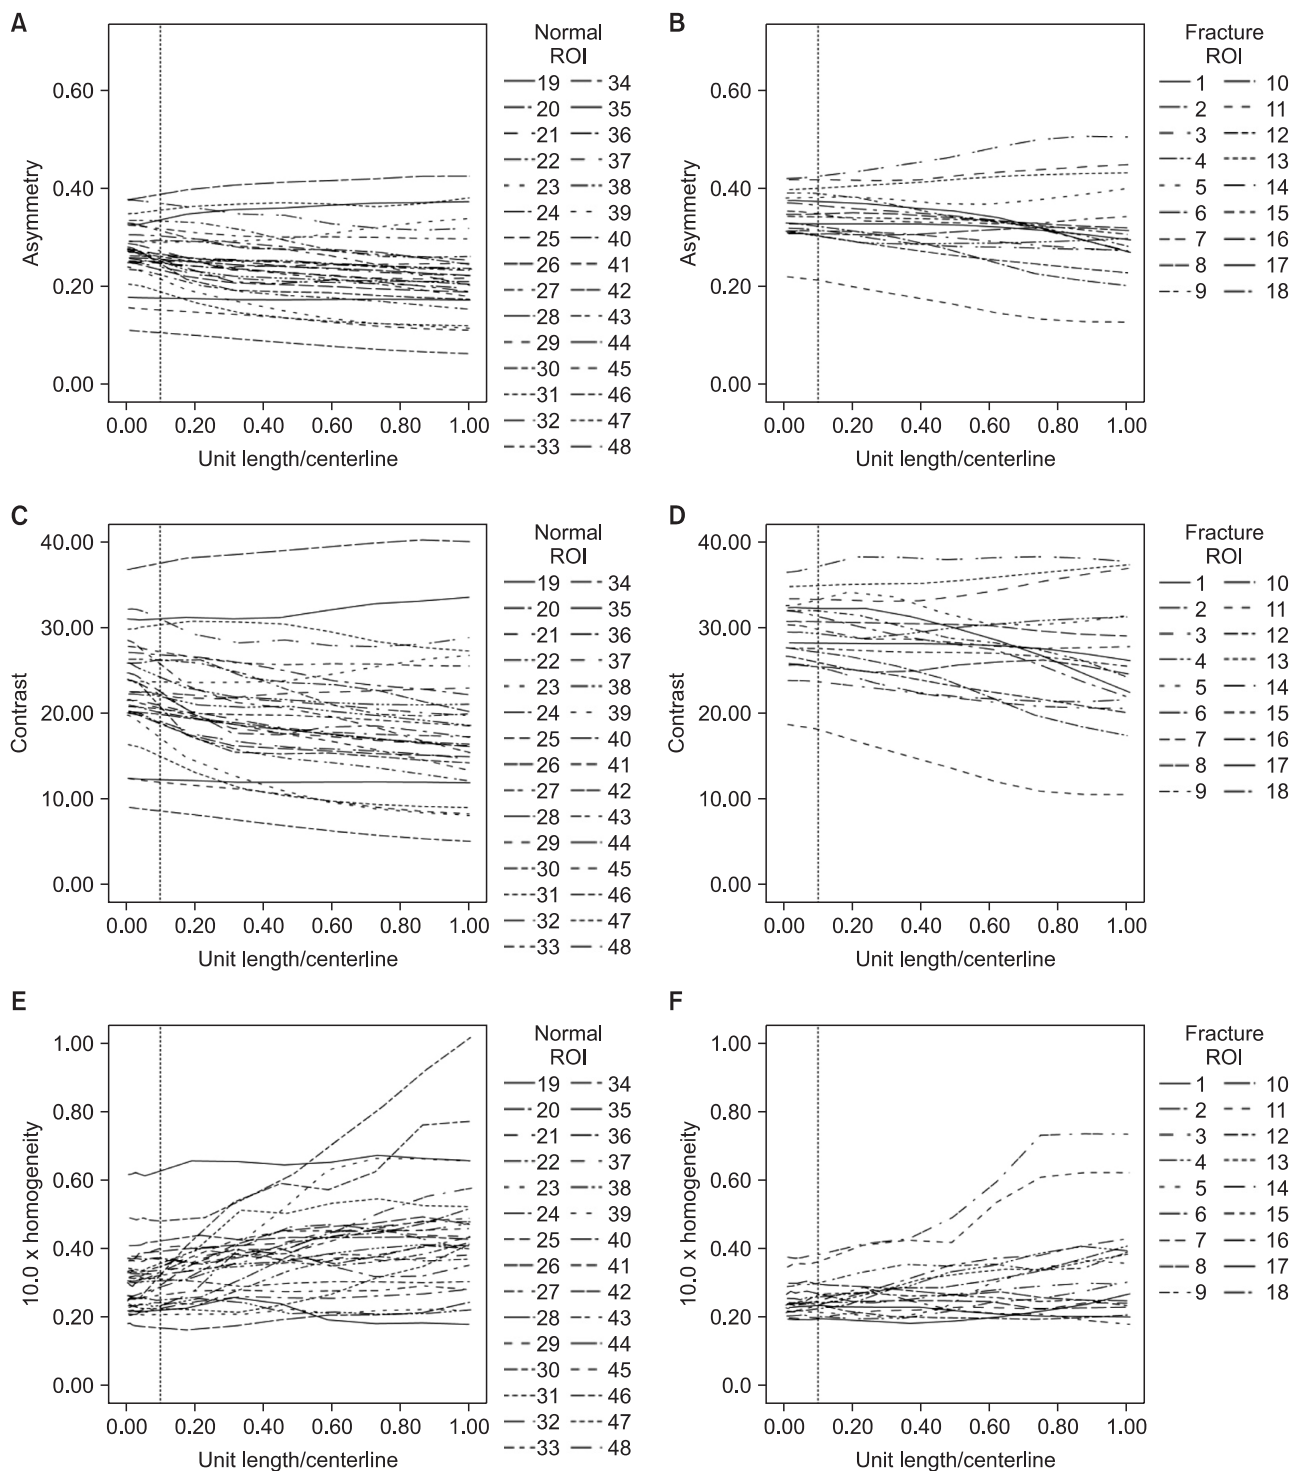 A
Asymmetry
0.60
0.40
0.20
0.00
0.00 0.20 0.40 0.60 0.80 1.00
Unit length/centerline
Normal
ROI
19 34
20 35
21 36
22 37
23 38
24 39
25 40
26 41
27 42
28 43
29 44
30 45
31 46
32 47
33 48
B
Asymmetry
0.60
0.40
0.20
0.00
0.00 0.20 0.40 0.60 0.80 1.00
Unit length/centerline
Fracture
ROI
1 10
2 11
3 12
4 13
5 14
6 15
7 16
8 17
9 18
C
Contrast
40.00
30.00
20.00
10.00
0.00
0.00 0.20 0.40 0.60 0.80 1.00
Unit length/centerline
Normal
ROI
19 34
20 35
21 36
22 37
23 38
24 39
25 40
26 41
27 42
28 43
29 44
30 45
31 46
32 47
33 48
D
Contrast
40.00
30.00
20.00
10.00
0.00
0.00 0.20 0.40 0.60 0.80 1.00
Unit length/centerline
Fracture
ROI
1 10
2 11
3 12
4 13
5 14
6 15
7 16
8 17
9 18
E
10.0 x homogeneity
1.00
0.80
0.60
0.40
0.20
0.00
0.00 0.20 0.40 0.60 0.80 1.00
Unit length/centerline
Normal
ROI
19 34
20 35
21 36
22 37
23 38
24 39
25 40
26 41
27 42
28 43
29 44
30 45
31 46
32 47
33 48
F
10.0 x homogeneity
1.00
0.80
0.60
0.40
0.20
0.0
0.00 0.20 0.40 0.60 0.80 1.00
Unit length/centerline
Fracture
ROI
1 10
2 11
3 12
4 13
5 14
6 15
7 16
8 17
9 18